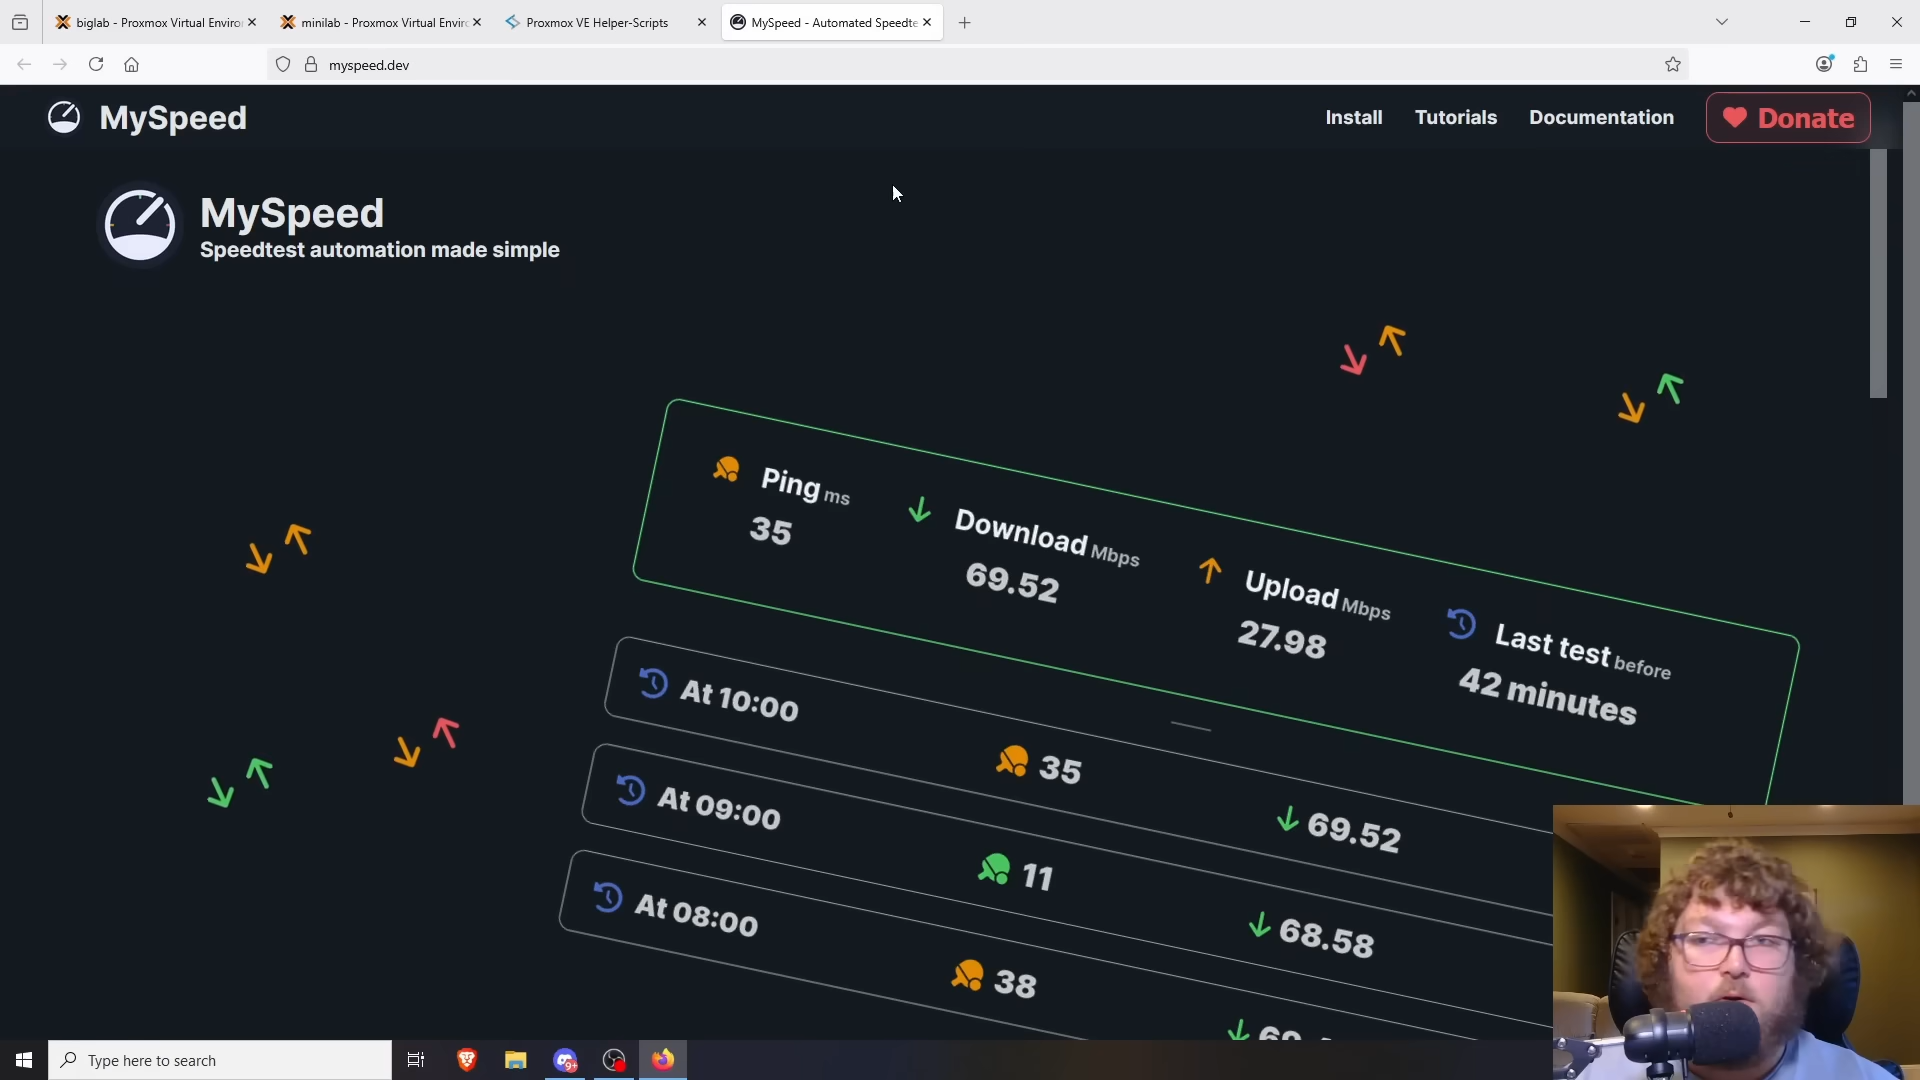 biglab - Proxmox Virtual Enviro
minilab - Proxmox Virtual Envir
Proxmox VE Helper-Scripts
MySpeed - Automated Speedte
myspeed.dev
MySpeed
Install
Tutorials
Documentation
Donate
MySpeed
Speedtest automation made simple
Ping ms
35
Download Mbps
69.52
Upload Mbps
27.98
Last test before
42 minutes
At 10:00
35
69.52
At 09:00
11
68.58
At 08:00
38
Type here to search
9+